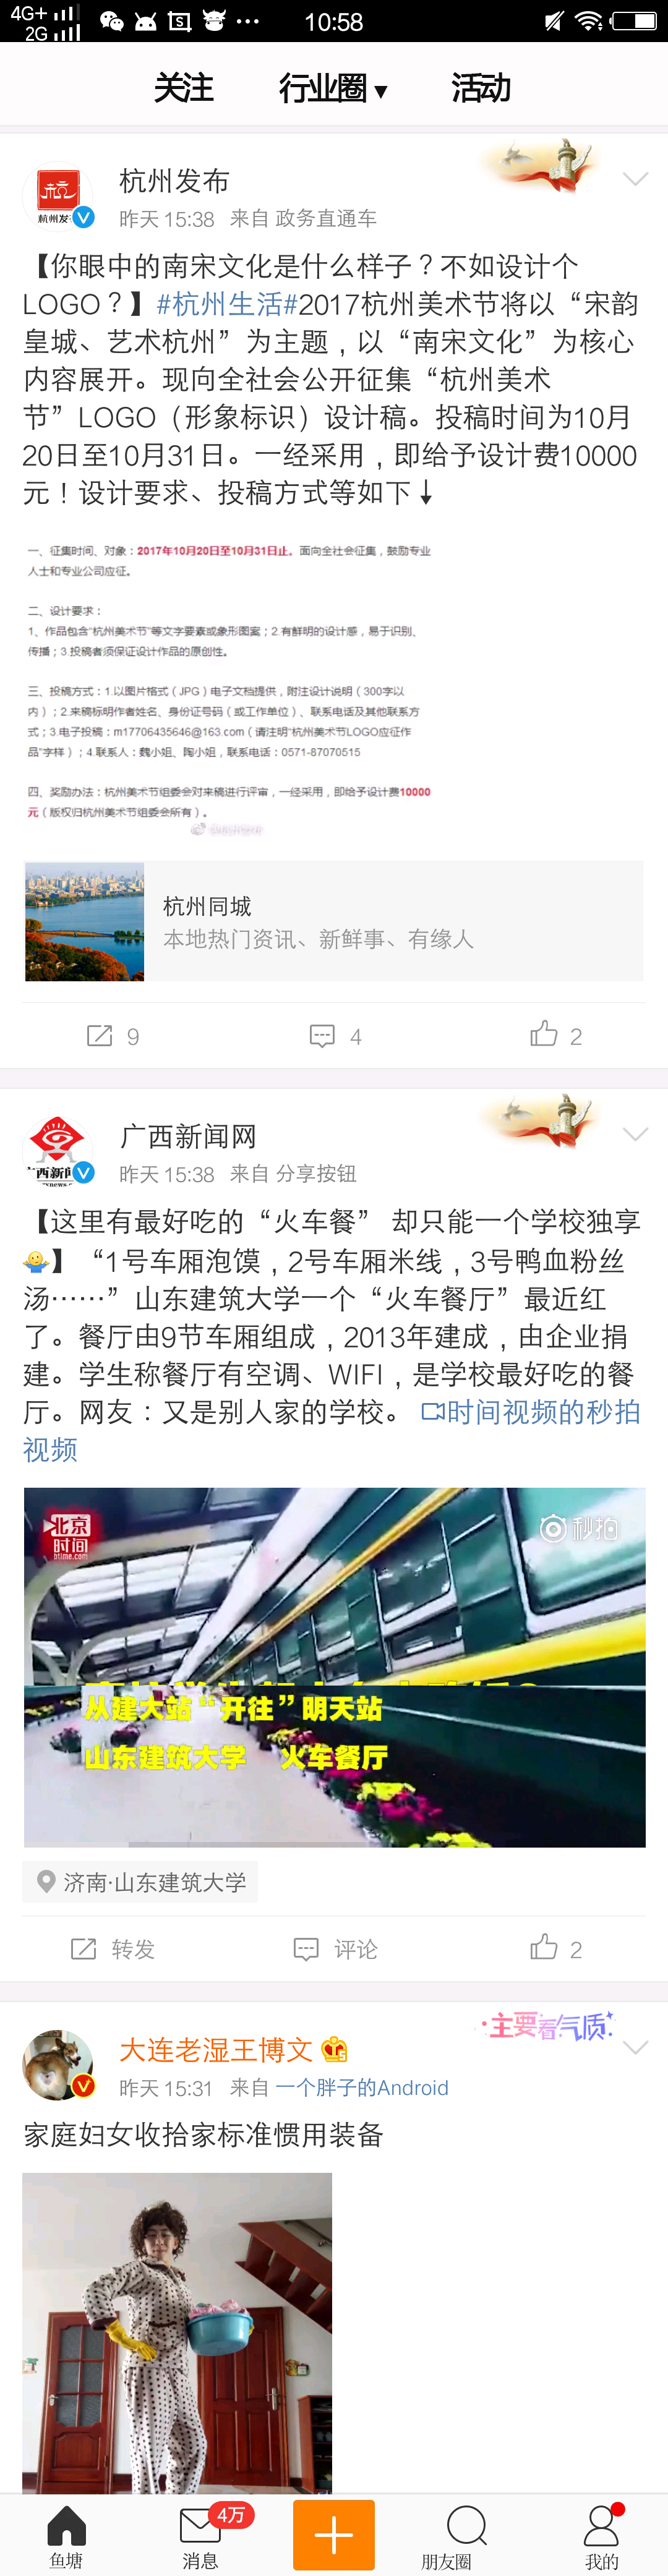 4G+
2G
10:58
关注 行业圈▼ 活动
杭州发布
昨天 15:38 来自 政务直通车
【你眼中的南宋文化是什么样子？不如设计个
LOGO？】#杭州生活#2017杭州美术节将以“宋韵
皇城、艺术杭州”为主题，以“南宋文化”为核心
内容展开。现向全社会公开征集“杭州美术
节”LOGO（形象标识）设计稿。投稿时间为10月
20日至10月31日。一经采用，即给予设计费10000
元！设计要求、投稿方式等如下↓
一、征集时间、对象：2017年10月20日至10月31日止。面向全社会征集，鼓励专业
人士和专业公司应征。
二、设计要求：
1、作品包含“杭州美术节”等文字要素或象形图案；2.有鲜明的设计感，易于识别、
传播；3.投稿者须保证设计作品的原创性。
三、投稿方式：1.以图片格式（JPG）电子文档提供，附注设计说明（300字以
内）；2.来稿标明作者姓名、身份证号码（或工作单位）、联系电话及其他联系方
式；3.电子投稿：m17706435646@163.com（请注明“杭州美术节LOGO应征作
品”字样）；4.联系人：魏小姐、陶小姐，联系电话：0571-87070515
四、奖励办法：杭州美术节组委会对来稿进行评审，一经采用，即给予设计费10000
元（版权归杭州美术节组委会所有）。
杭州同城
本地热门资讯、新鲜事、有缘人
9 4 2
广西新闻网
昨天 15:38 来自 分享按钮
【这里有最好吃的“火车餐” 却只能一个学校独享
🤷】“1号车厢泡馍，2号车厢米线，3号鸭血粉丝
汤……”山东建筑大学一个“火车餐厅”最近红
了。餐厅由9节车厢组成，2013年建成，由企业捐
建。学生称餐厅有空调、WIFI，是学校最好吃的餐
厅。网友：又是别人家的学校。 时间视频的秒拍
视频
北京
时间
btime.com
秒拍
从建大站“开往”明天站
山东建筑大学 火车餐厅
济南·山东建筑大学
转发 评论 2
主要看气质
大连老湿王博文
昨天 15:31 来自 一个胖子的Android
家庭妇女收拾家标准惯用装备
4万
鱼塘 消息 朋友圈 我的